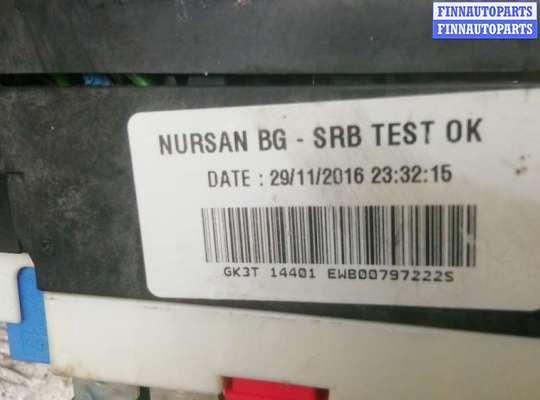 FINNAUTOPARTS
FINNAUTOPARTS
NURSAN BG - SRB TEST OK
DATE : 29/11/2016 23:32:15
GK3T 14401 EWB00797222S